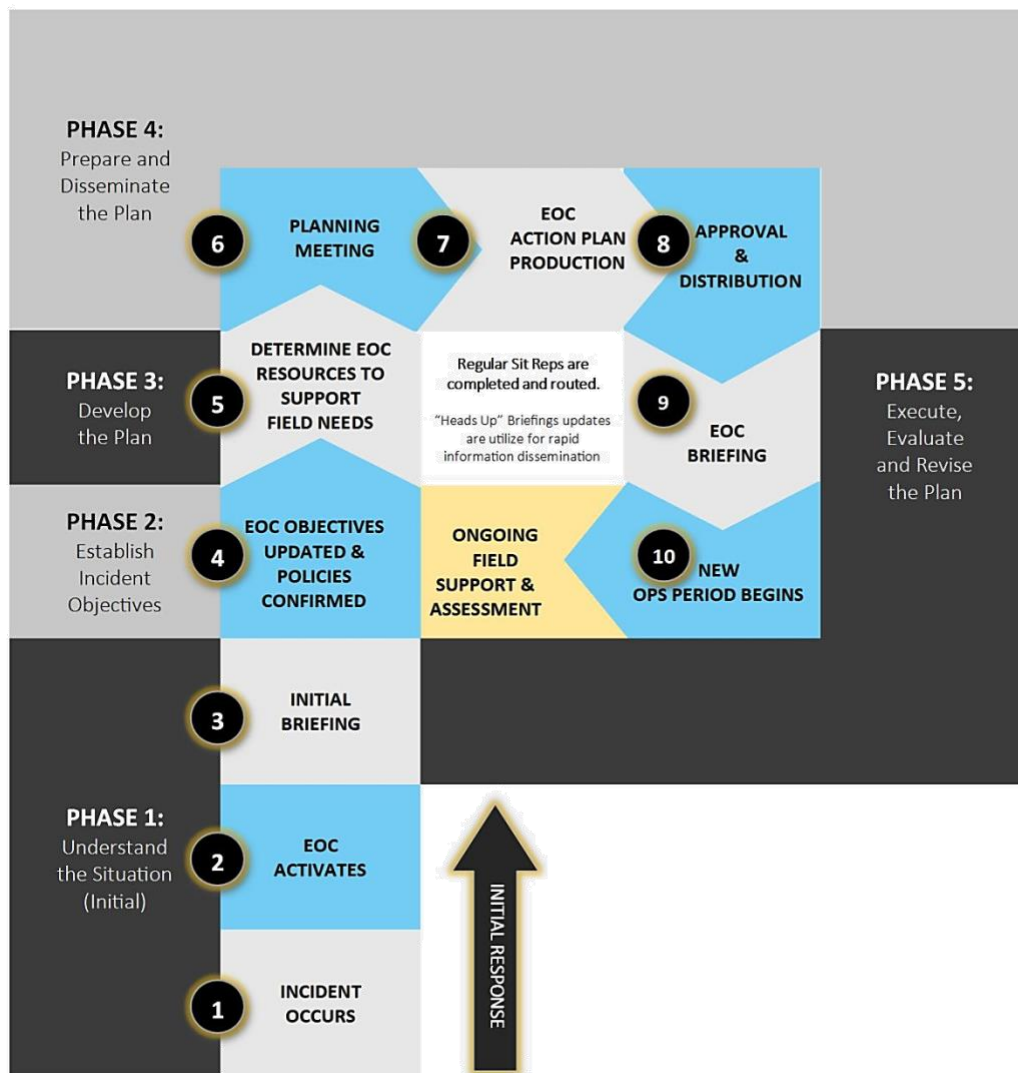 PHASE 4:
Prepare and
Disseminate
the Plan
6
PLANNING
MEETING
7
EOC
ACTION PLAN
PRODUCTION
8
APPROVAL
&
DISTRIBUTION
PHASE 3:
Develop
the Plan
5
DETERMINE EOC
RESOURCES TO
SUPPORT
FIELD NEEDS
Regular Sit Reps are
completed and routed.
“Heads Up” Briefings updates
are utilize for rapid
information dissemination
9
EOC
BRIEFING
PHASE 5:
Execute,
Evaluate
and Revise
the Plan
PHASE 2:
Establish
Incident
Objectives
4
EOC OBJECTIVES
UPDATED &
POLICIES
CONFIRMED
ONGOING
FIELD
SUPPORT &
ASSESSMENT
10
NEW
OPS PERIOD BEGINS
3
INITIAL
BRIEFING
PHASE 1:
Understand
the Situation
(Initial)
2
EOC
ACTIVATES
INITIAL RESPONSE
1
INCIDENT
OCCURS